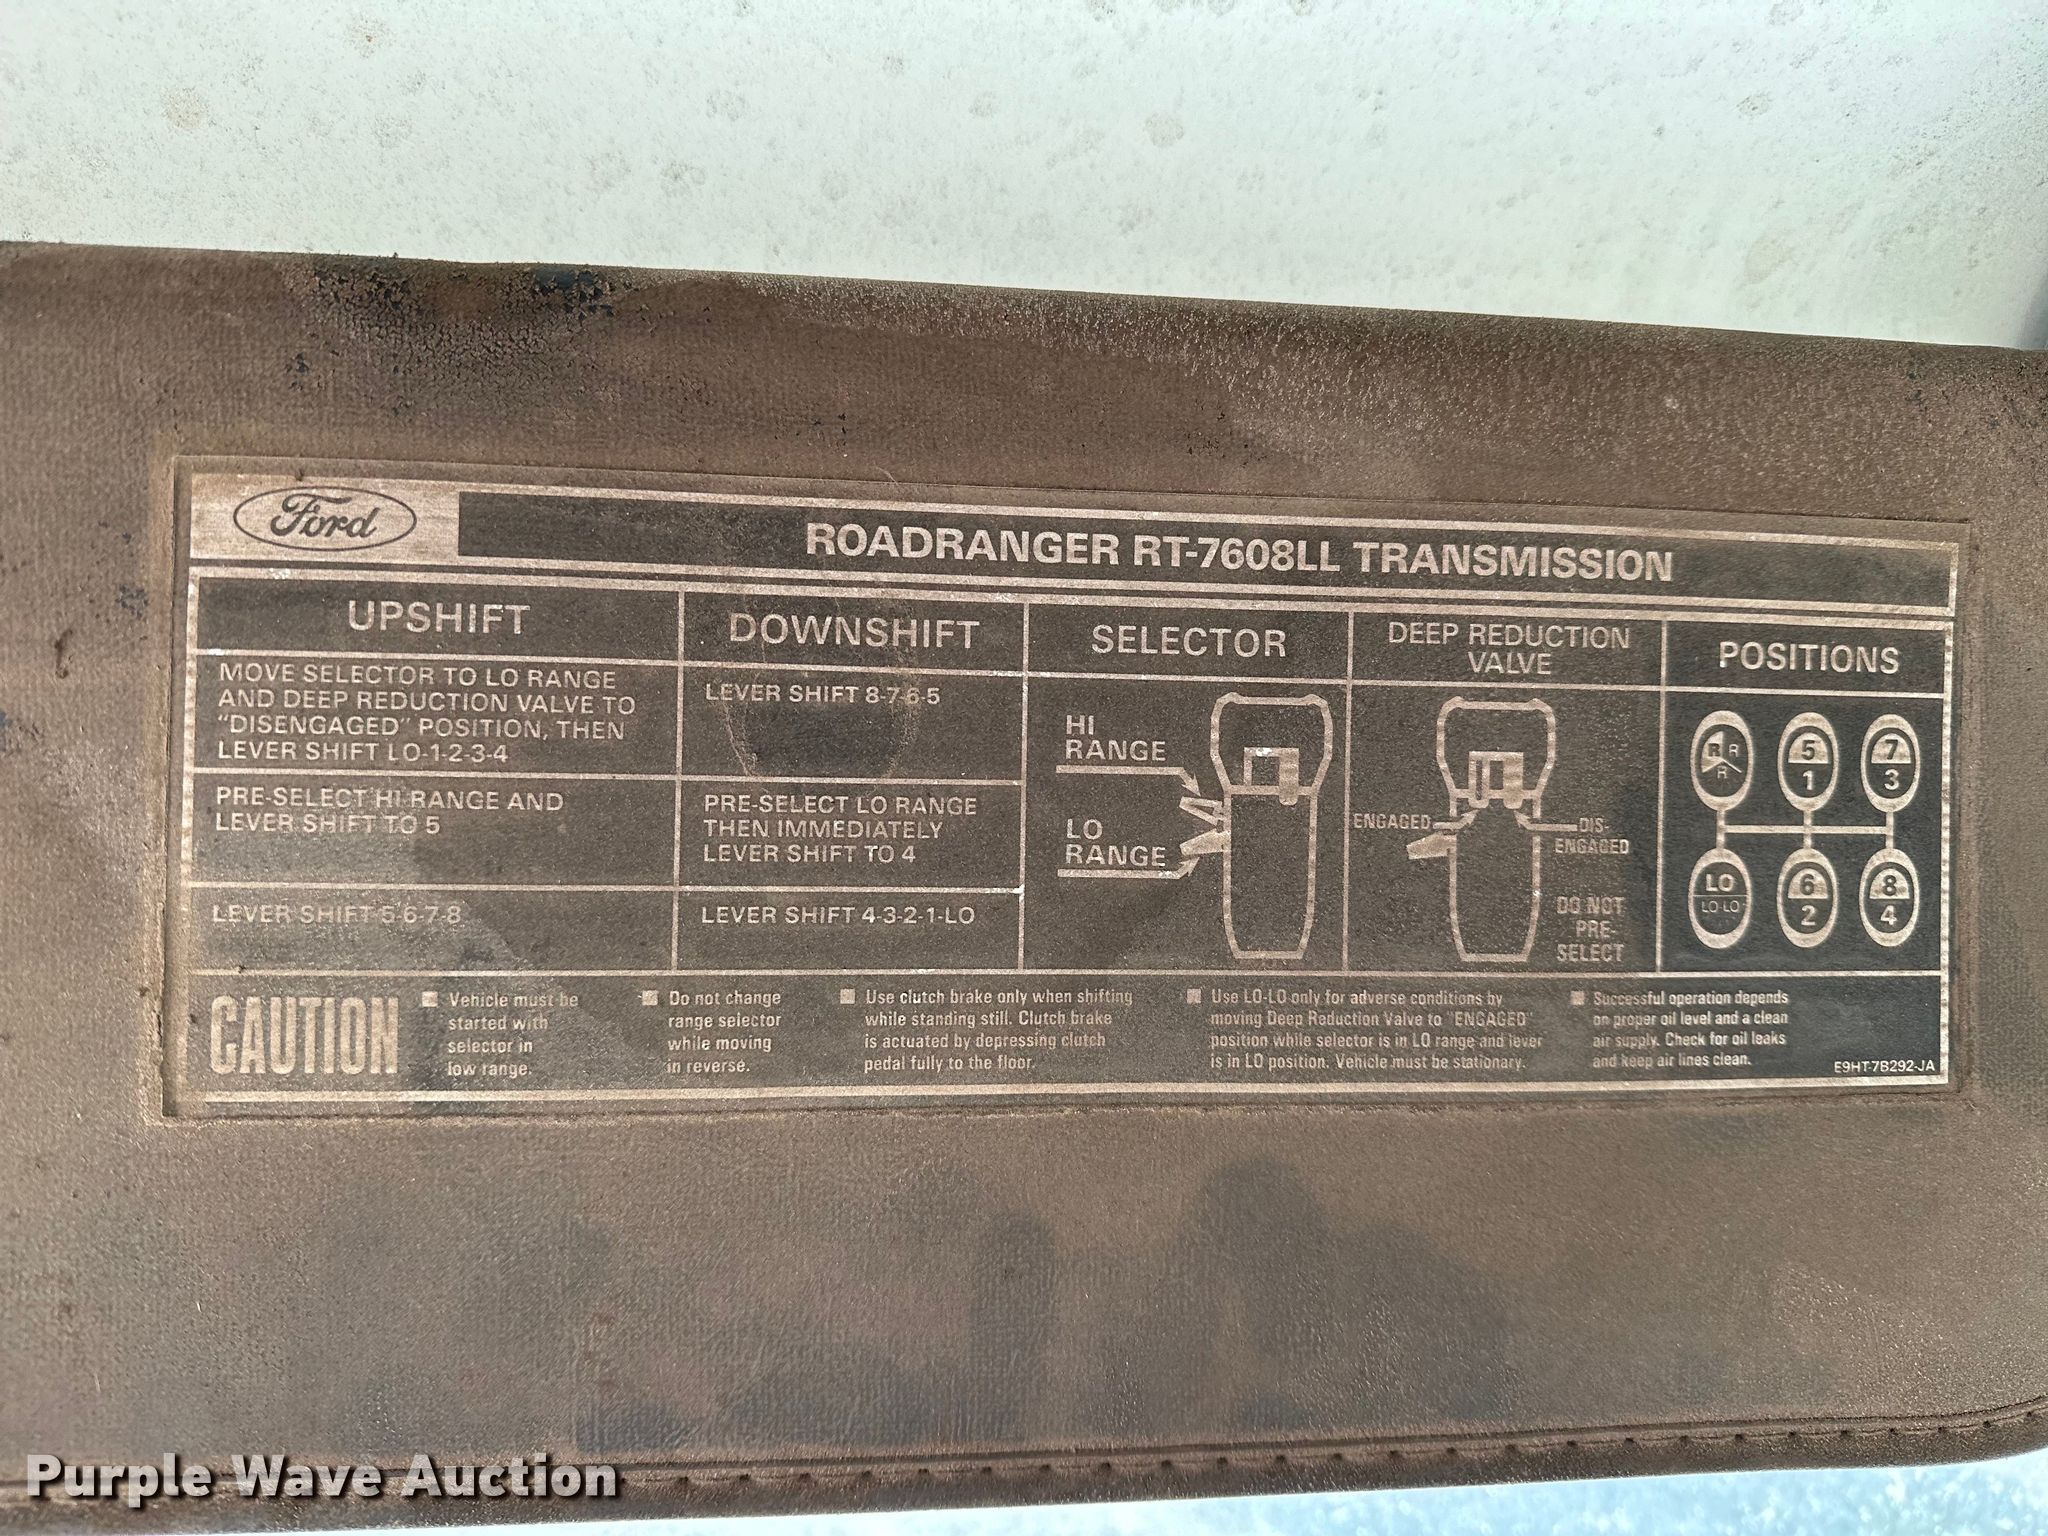 Ford
ROADRANGER RT-7608LL TRANSMISSION
UPSHIFT
MOVE SELECTOR TO LO RANGE
AND DEEP REDUCTION VALVE TO
"DISENGAGED" POSITION, THEN
LEVER SHIFT LO-1-2-3-4
PRE-SELECT HI RANGE AND
LEVER SHIFT TO 5
LEVER SHIFT 5-6-7-8
DOWNSHIFT
LEVER SHIFT 8-7-6-5
PRE-SELECT LO RANGE
THEN IMMEDIATELY
LEVER SHIFT TO 4
LEVER SHIFT 4-3-2-1-LO
SELECTOR
HI
RANGE
LO
RANGE
DEEP REDUCTION
VALVE
ENGAGED
DIS-
ENGAGED
DO NOT
PRE-
SELECT
POSITIONS
R R
R
5
1
7
3
LO
LO-LO
6
2
8
4
CAUTION
Vehicle must be
started with
selector in
low range.
Do not change
range selector
while moving
in reverse.
Use clutch brake only when shifting
while standing still. Clutch brake
is actuated by depressing clutch
pedal fully to the floor.
Use LO-LO only for adverse conditions by
moving Deep Reduction Valve to "ENGAGED"
position while selector is in LO range and lever
is in LO position. Vehicle must be stationary.
Successful operation depends
on proper oil level and a clean
air supply. Check for oil leaks
and keep air lines clean.
E9HT-7B292-JA
Purple Wave Auction